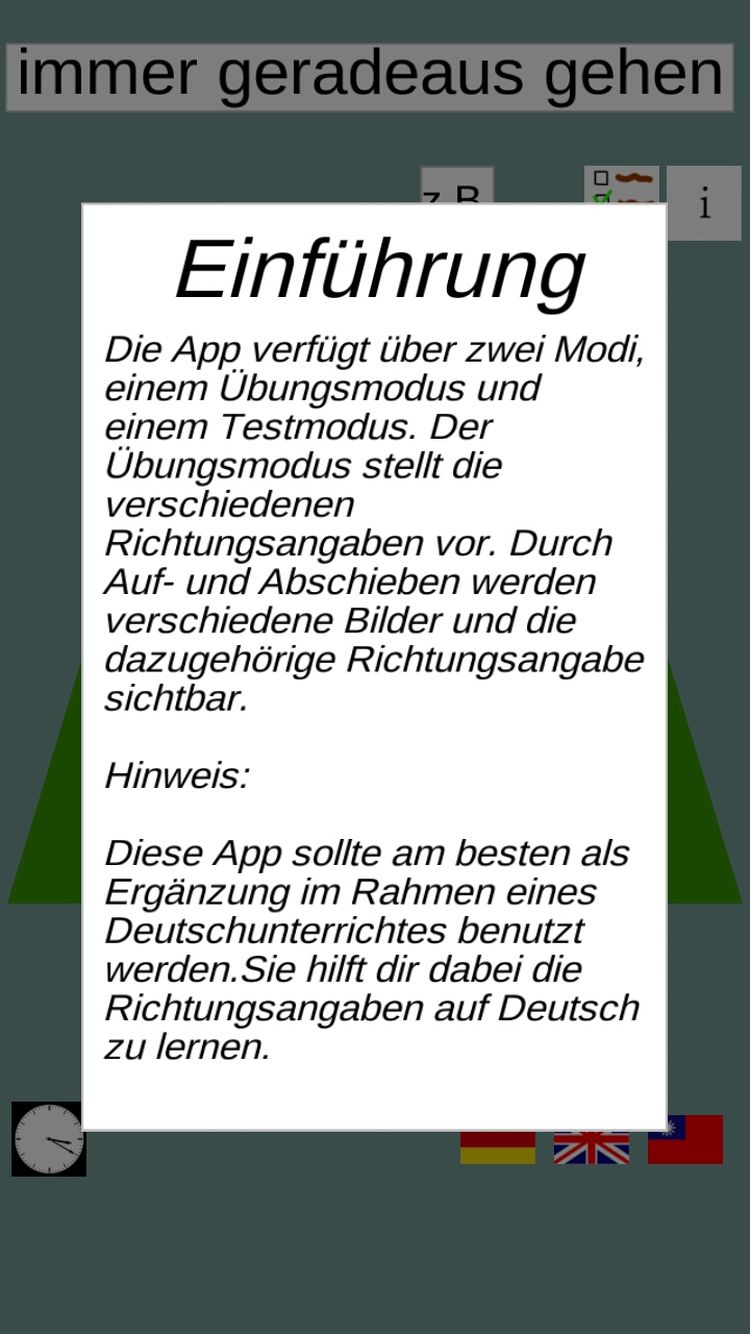 immer geradeaus gehen
z.B
i
Einführung
Die App verfügt über zwei Modi,
einem Übungsmodus und
einem Testmodus. Der
Übungsmodus stellt die
verschiedenen
Richtungsangaben vor. Durch
Auf- und Abschieben werden
verschiedene Bilder und die
dazugehörige Richtungsangabe
sichtbar.
Hinweis:
Diese App sollte am besten als
Ergänzung im Rahmen eines
Deutschunterrichtes benutzt
werden.Sie hilft dir dabei die
Richtungsangaben auf Deutsch
zu lernen.